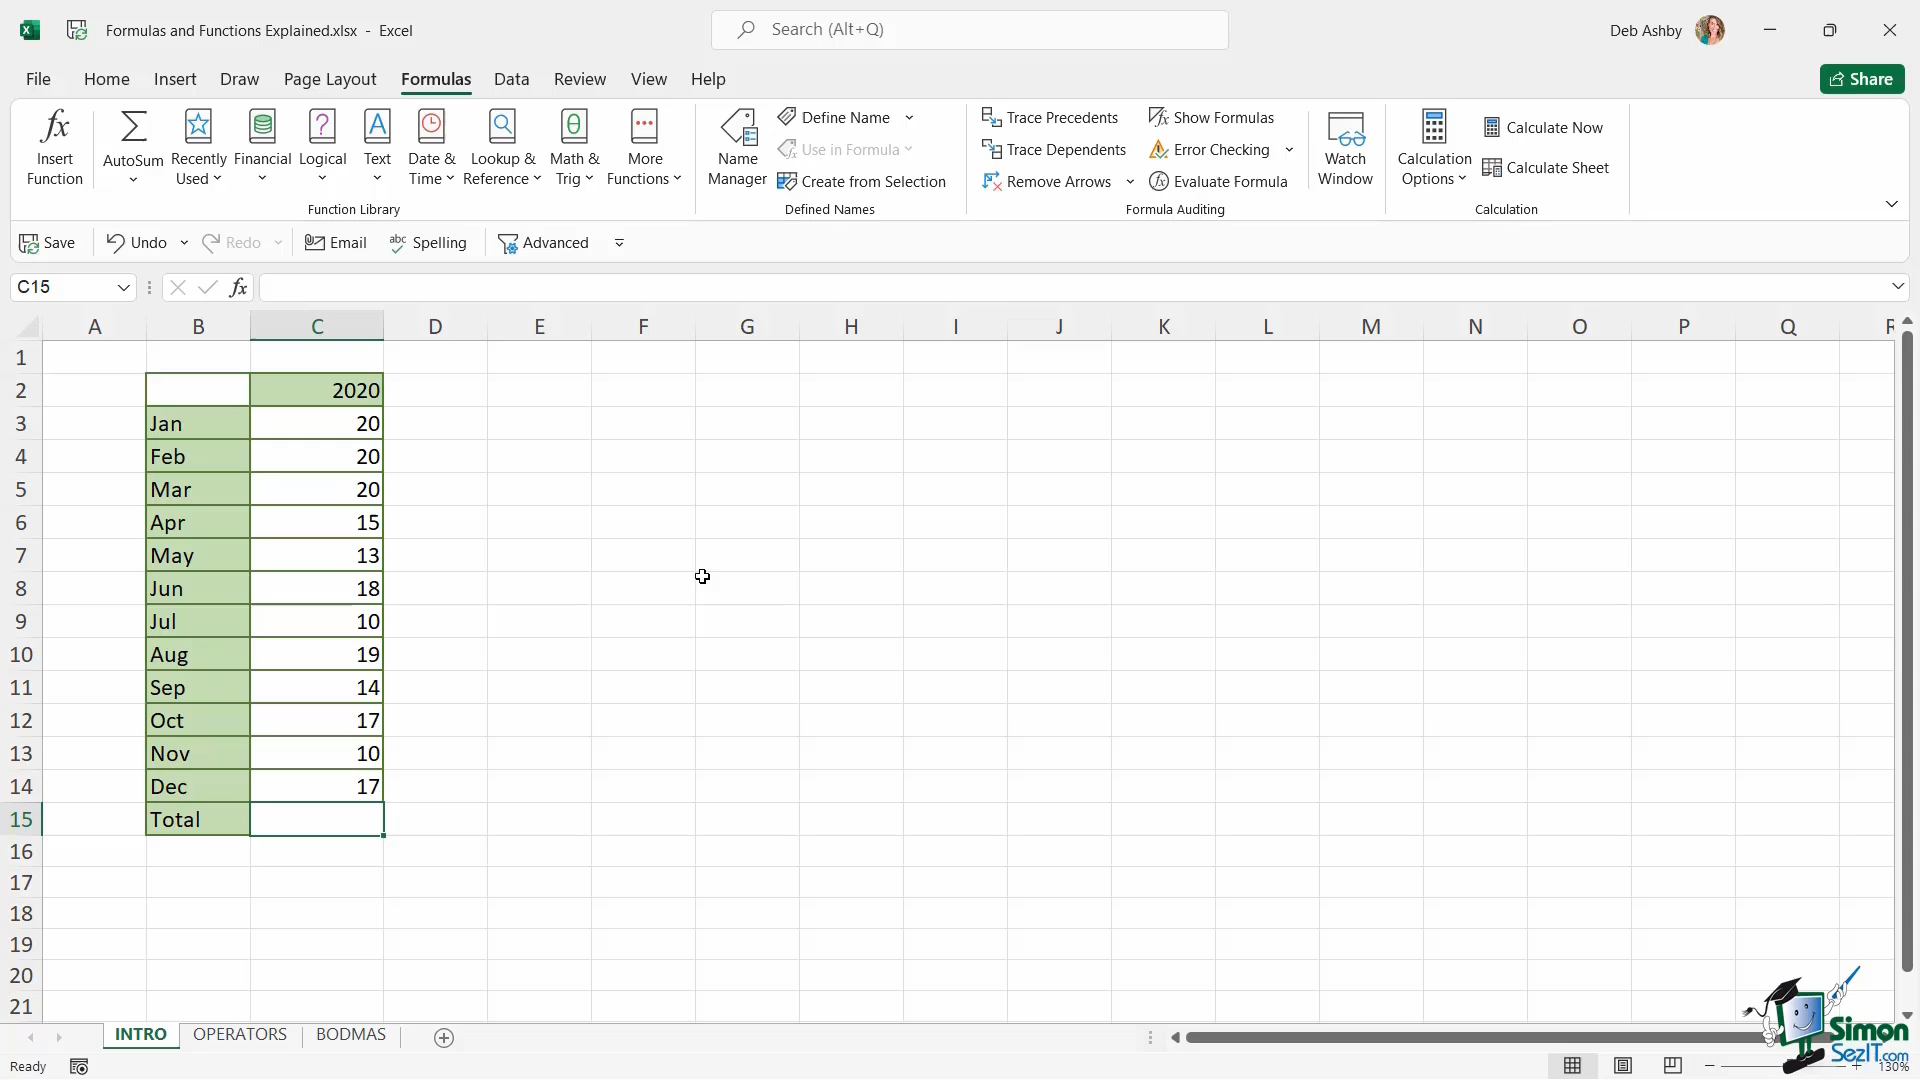 Formulas and Functions Explained.xlsx - Excel
Search (Alt+Q)
Deb Ashby
File Home Insert Draw Page Layout Formulas Data Review View Help
Share
Insert Function
AutoSum
Recently Used
Financial
Logical
Text
Date & Time
Lookup & Reference
Math & Trig
More Functions
Function Library
Name Manager
Define Name
Use in Formula
Create from Selection
Defined Names
Trace Precedents
Trace Dependents
Remove Arrows
Show Formulas
Error Checking
Evaluate Formula
Formula Auditing
Watch Window
Calculation Options
Calculate Now
Calculate Sheet
Calculation
Save Undo Redo Email Spelling Advanced
C15 fx
A B C D E F G H I J K L M N O P Q R
1
2 2020
3 Jan 20
4 Feb 20
5 Mar 20
6 Apr 15
7 May 13
8 Jun 18
9 Jul 10
10 Aug 19
11 Sep 14
12 Oct 17
13 Nov 10
14 Dec 17
15 Total
16
17
18
19
20
21
INTRO OPERATORS BODMAS
Simon
SezIT.com
Ready
130%